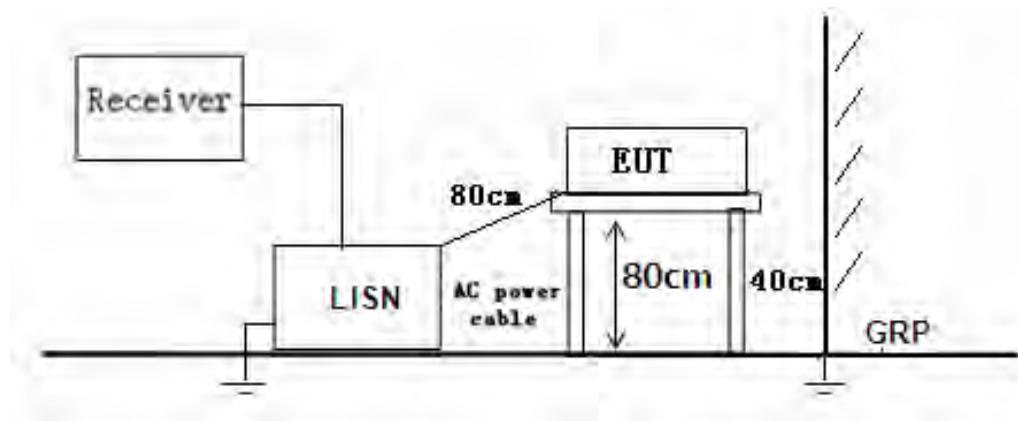 Receiver
EUT
80cm
LISN
AC power
cable
80cm
40cm
GRP